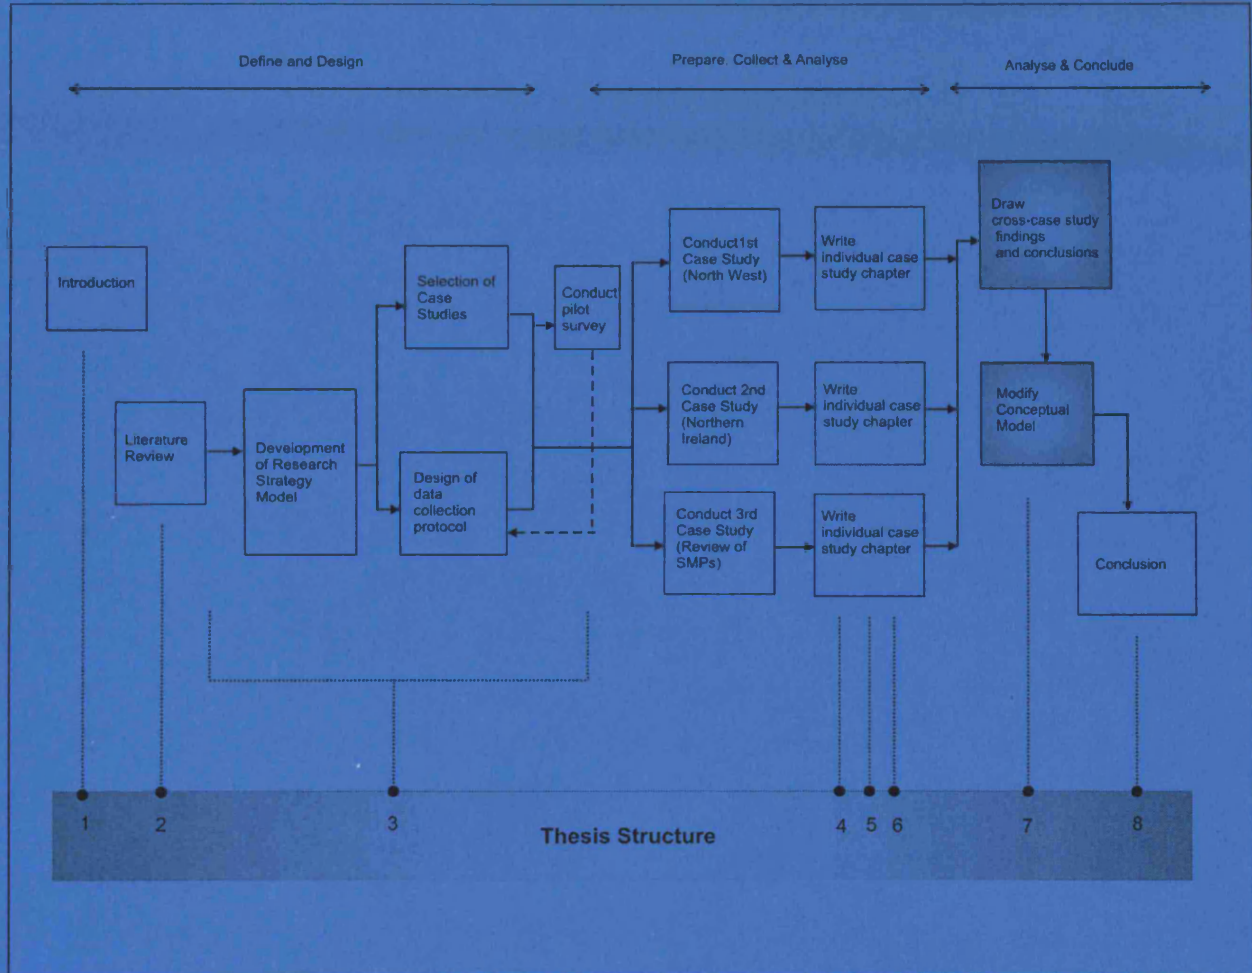 Define and Design
Prepare. Collect & Analyse
Analyse & Conclude
Introduction
Literature
Review
Development
of Research
Strategy
Model
Selection of
Case
Studies
Design of
data
collection
protocol
Conduct
pilot
survey
Conduct1st
Case Study
(North West)
Write
individual case
study chapter
Conduct 2nd
Case Study
(Northern
Ireland)
Write
individual case
study chapter
Conduct 3rd
Case Study
(Review of
SMPs)
Write
individual case
study chapter
Draw
cross-case study
findings
and conclusions
Modify
Conceptual
Model
Conclusion
1
2
3
4
5
6
7
8
Thesis Structure